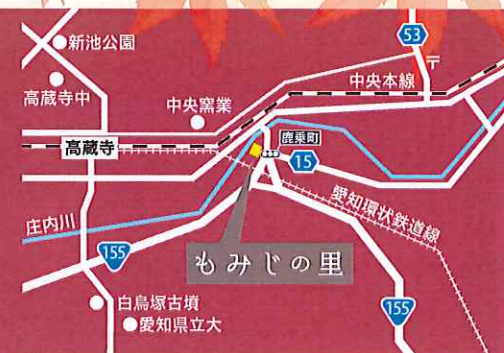 新池公園
53
〒
高蔵寺中
中央本線
中央窯業
鹿乗町
高蔵寺
15
愛知環状鉄道線
庄内川
155
もみじの里
白鳥塚古墳
155
愛知県立大